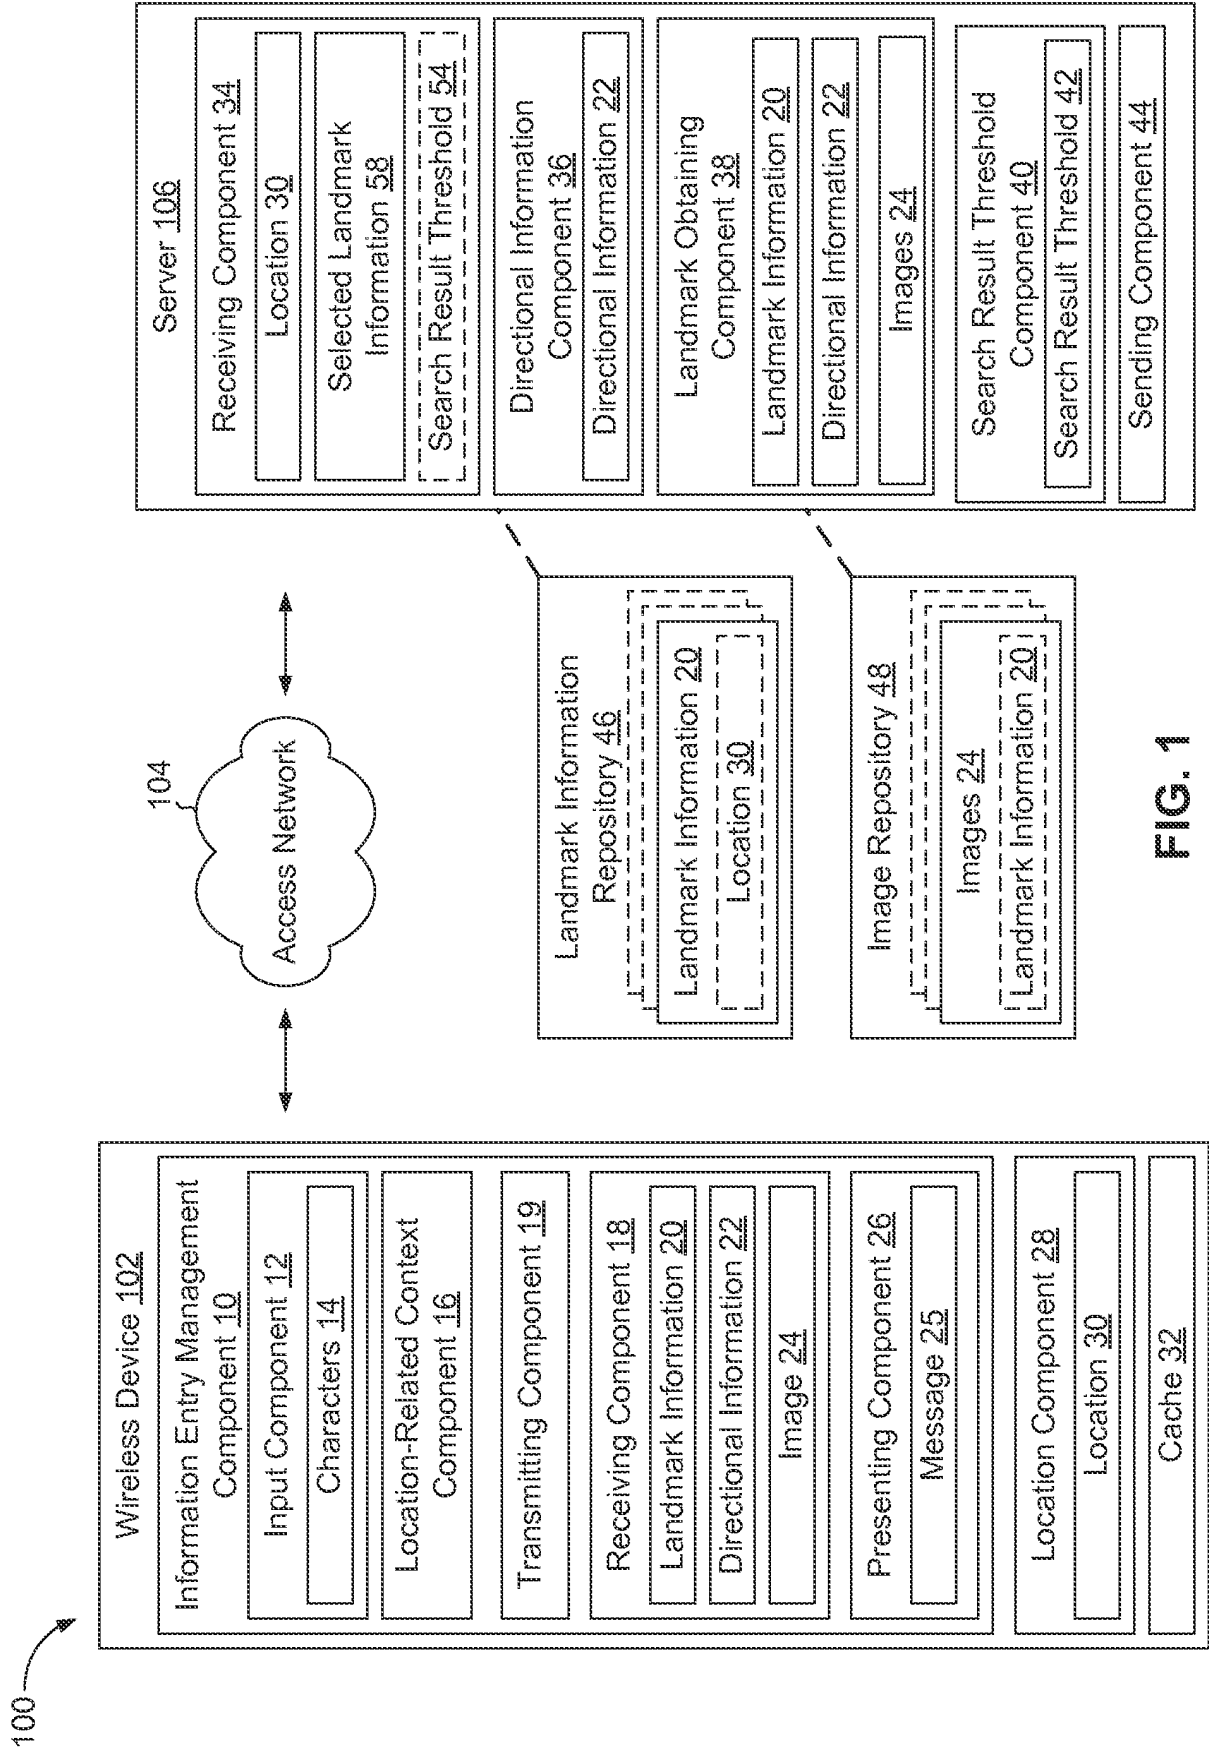 100
Wireless Device 102
Information Entry Management
Component 10
Input Component 12
Characters 14
Location-Related Context
Component 16
Transmitting Component 19
Receiving Component 18
Landmark Information 20
Directional Information 22
Image 24
Presenting Component 26
Message 25
Location Component 28
Location 30
Cache 32
104
Access Network
Landmark Information
Repository 46
Landmark Information 20
Location 30
Image Repository 48
Images 24
Landmark Information 20
Server 106
Receiving Component 34
Location 30
Selected Landmark
Information 58
Search Result Threshold 54
Directional Information
Component 36
Directional Information 22
Landmark Obtaining
Component 38
Landmark Information 20
Directional Information 22
Images 24
Search Result Threshold
Component 40
Search Result Threshold 42
Sending Component 44
FIG. 1